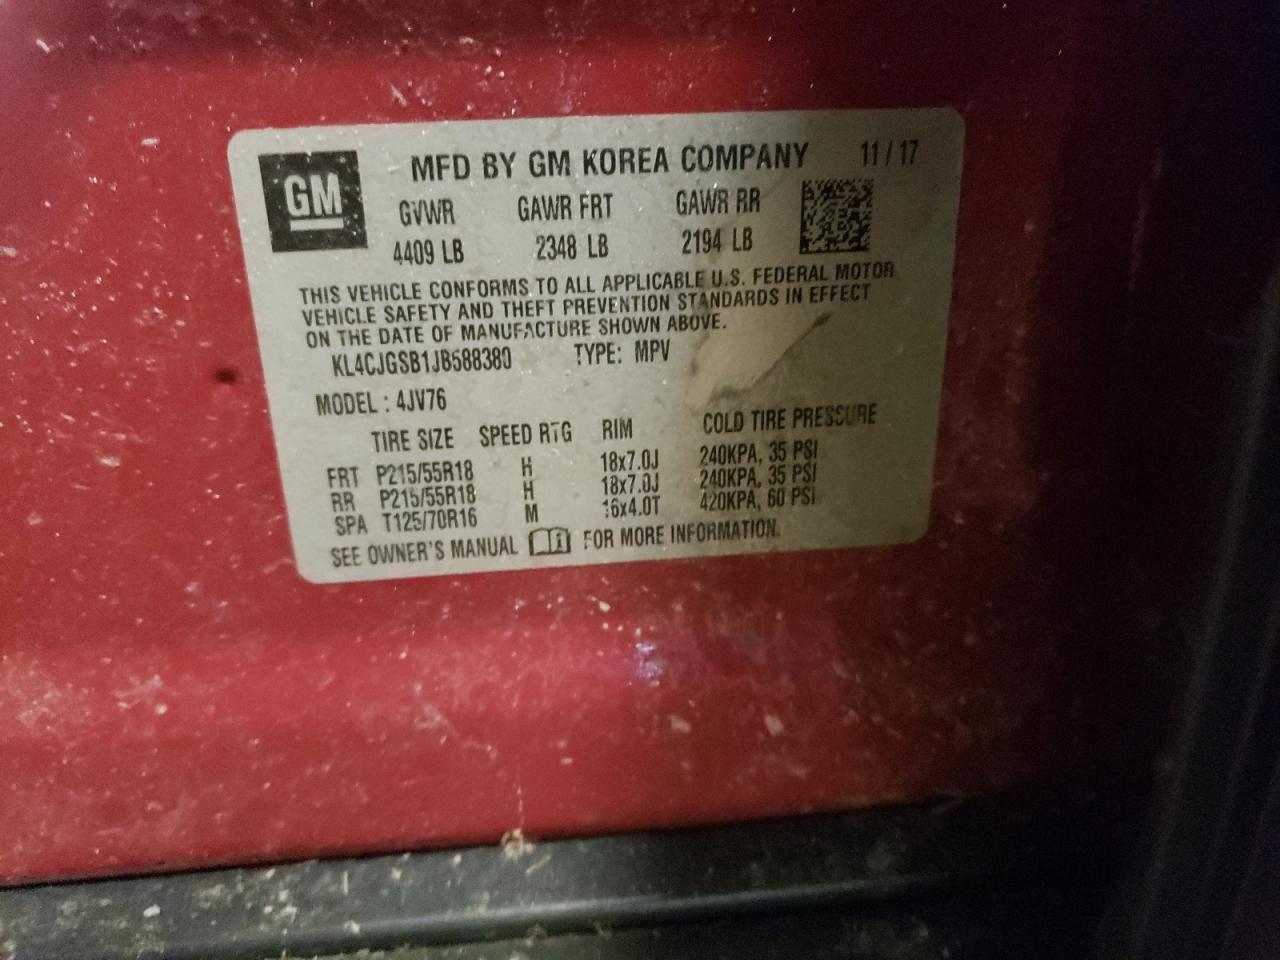 GM
MFD BY GM KOREA COMPANY 11 / 17
GVWR GAWR FRT GAWR RR
4409 LB 2348 LB 2194 LB
THIS VEHICLE CONFORMS TO ALL APPLICABLE U.S. FEDERAL MOTOR
VEHICLE SAFETY AND THEFT PREVENTION STANDARDS IN EFFECT
ON THE DATE OF MANUFACTURE SHOWN ABOVE.
KL4CJGSB1JB588380 TYPE: MPV
MODEL : 4JV76
TIRE SIZE SPEED RTG RIM COLD TIRE PRESSURE
FRT P215/55R18 H 18x7.0J 240KPA, 35 PSI
RR P215/55R18 H 18x7.0J 240KPA, 35 PSI
SPA T125/70R16 M 16x4.0T 420KPA, 60 PSI
SEE OWNER'S MANUAL FOR MORE INFORMATION.